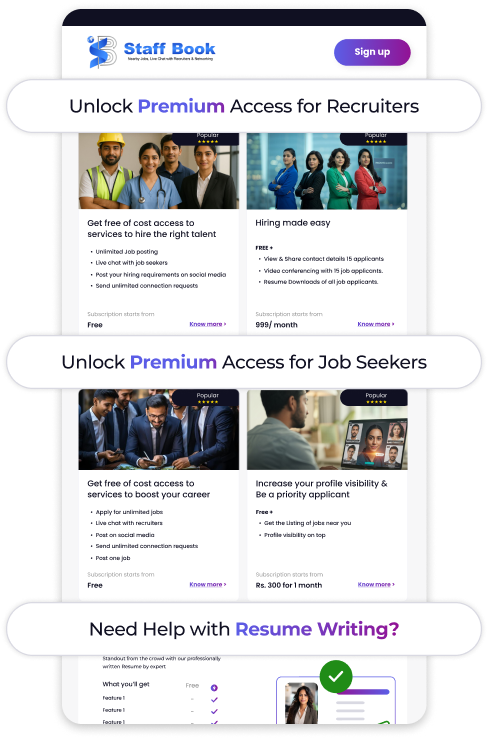 Staff Book
Nearby Jobs, Live Chat with Recruiters & Networking
Sign up
Unlock Premium Access for Recruiters
Popular
★★★★★
Get free of cost access to
services to hire the right talent
• Unlimited Job posting
• Live chat with job seekers
• Post your hiring requirements on social media
• Send unlimited connection requests
Subscription starts from
Free
Know more >
Popular
★★★★★
Hiring made easy
FREE +
• View & Share contact details 15 applicants
• Video conferencing with 15 job applicants.
• Resume Downloads of all job applicants.
Subscription starts from
999/ month
Know more >
Unlock Premium Access for Job Seekers
Popular
★★★★★
Get free of cost access to
services to boost your career
• Apply for unlimited jobs
• Live chat with recruiters
• Post on social media
• Send unlimited connection requests
• Post one job
Subscription starts from
Free
Know more >
Popular
★★★★★
Increase your profile visibility &
Be a priority applicant
Free +
• Get the Listing of jobs near you
• Profile visibility on top
Subscription starts from
Rs. 300 for 1 month
Know more >
Need Help with Resume Writing?
Standout from the crowd with our professionally
written Resume by expert
What you'll get
Free
Feature 1
Feature 1
Feature 1